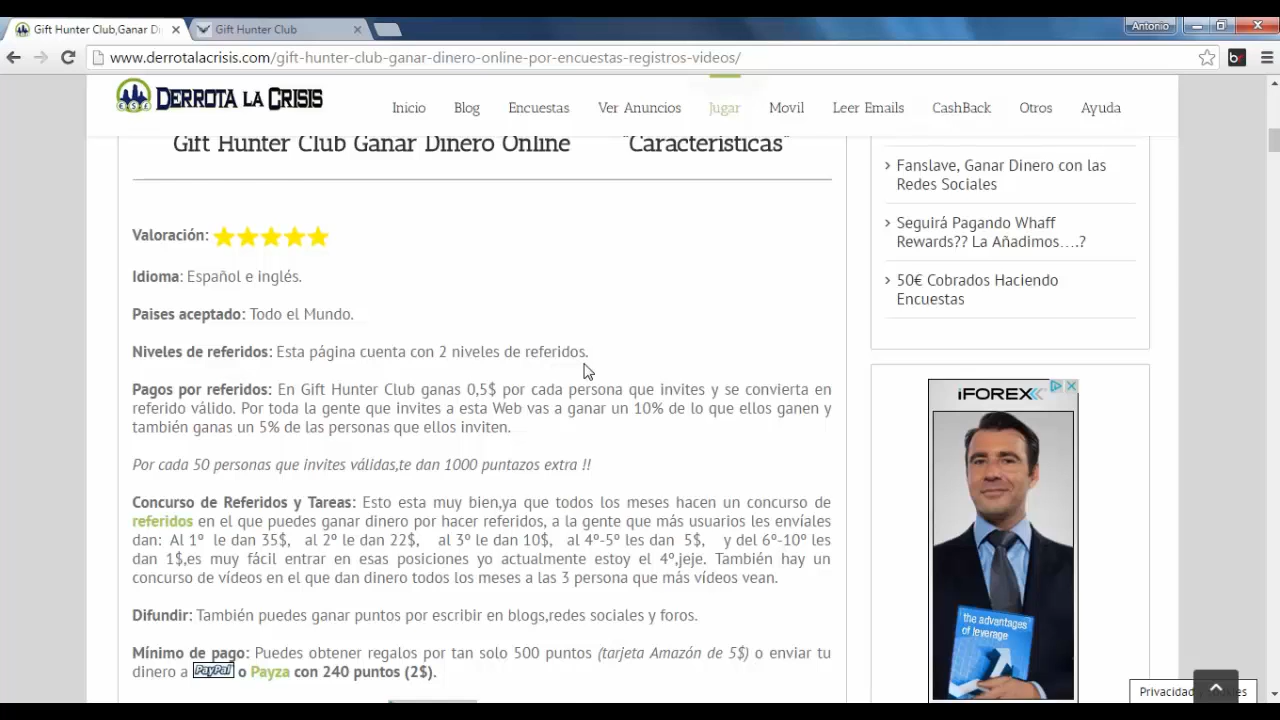 Gift Hunter Club,Ganar Di
Gift Hunter Club
Antonio
www.derrotalacrisis.com/gift-hunter-club-ganar-dinero-online-por-encuestas-registros-videos/
DERROTA LA CRISIS
Inicio Blog Encuestas Ver Anuncios Jugar Movil Leer Emails CashBack Otros Ayuda
Gift Hunter Club Ganar Dinero Online "Características"
Valoración:
Idioma: Español e inglés.
Paises aceptado: Todo el Mundo.
Niveles de referidos: Esta página cuenta con 2 niveles de referidos.
Pagos por referidos: En Gift Hunter Club ganas 0,5$ por cada persona que invites y se convierta en
referido válido. Por toda la gente que invites a esta Web vas a ganar un 10% de lo que ellos ganen y
también ganas un 5% de las personas que ellos inviten.
Por cada 50 personas que invites válidas,te dan 1000 puntazos extra !!
Concurso de Referidos y Tareas: Esto esta muy bien,ya que todos los meses hacen un concurso de
referidos en el que puedes ganar dinero por hacer referidos, a la gente que más usuarios les envíales
dan: Al 1º le dan 35$, al 2º le dan 22$, al 3º le dan 10$, al 4º-5º les dan 5$, y del 6º-10º les
dan 1$,es muy fácil entrar en esas posiciones yo actualmente estoy el 4º,jeje. También hay un
concurso de vídeos en el que dan dinero todos los meses a las 3 persona que más vídeos vean.
Difundir: También puedes ganar puntos por escribir en blogs,redes sociales y foros.
Mínimo de pago: Puedes obtener regalos por tan solo 500 puntos (tarjeta Amazón de 5$) o enviar tu
dinero a PayPal o Payza con 240 puntos (2$).
Fanslave, Ganar Dinero con las
Redes Sociales
Seguirá Pagando Whaff
Rewards?? La Añadimos….?
50€ Cobrados Haciendo
Encuestas
iFOREX
the advantages
of leverage
Privacidad y Cookies